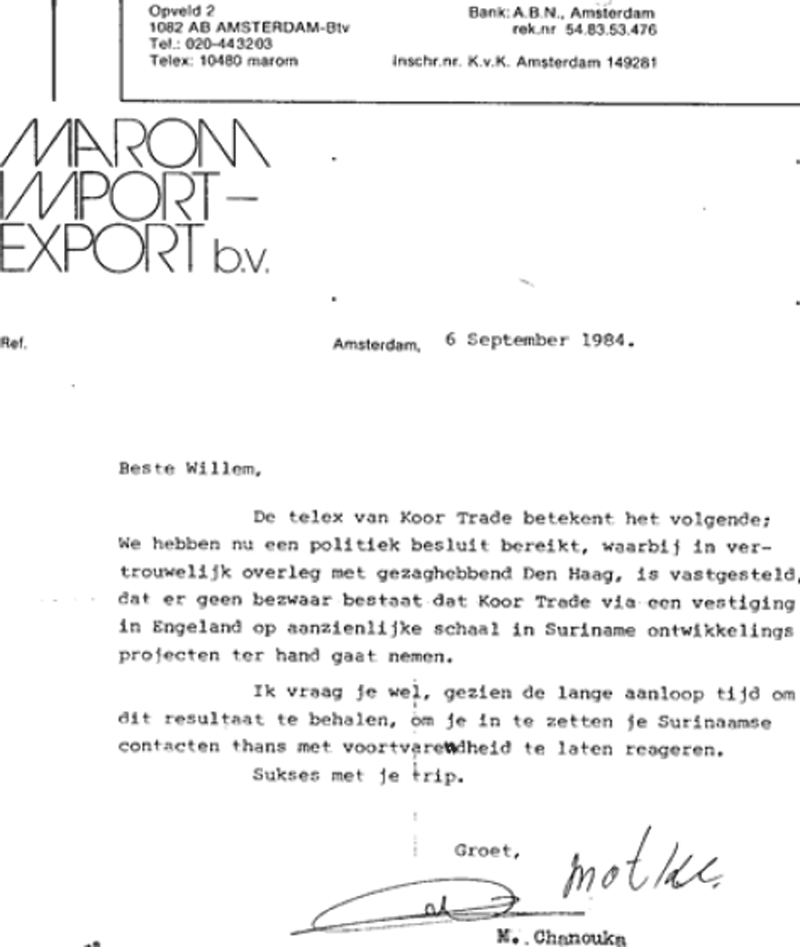 Opveld 2
1082 AB AMSTERDAM-Btv
Tel.: 020-443203
Telex: 10480 marom
Bank: A.B.N., Amsterdam
rek.nr 54.83.53.476
Inschr.nr. K.v.K. Amsterdam 149281
MAROM
IMPORT-
EXPORT b.v.
Ref.
Amsterdam, 6 September 1984.
Beste Willem,
De telex van Koor Trade betekent het volgende;
We hebben nu een politiek besluit bereikt, waarbij in ver-
trouwelijk overleg met gezaghebbend Den Haag, is vastgesteld,
dat er geen bezwaar bestaat dat Koor Trade via een vestiging
in Engeland op aanzienlijke schaal in Suriname ontwikkelings
projecten ter hand gaat nemen.
Ik vraag je wel, gezien de lange aanloop tijd om
dit resultaat te behalen, om je in te zetten je Surinaamse
contacten thans met voortvarendheid te laten reageren.
Sukses met je trip.
Groet,
motke.
M. Chanouka